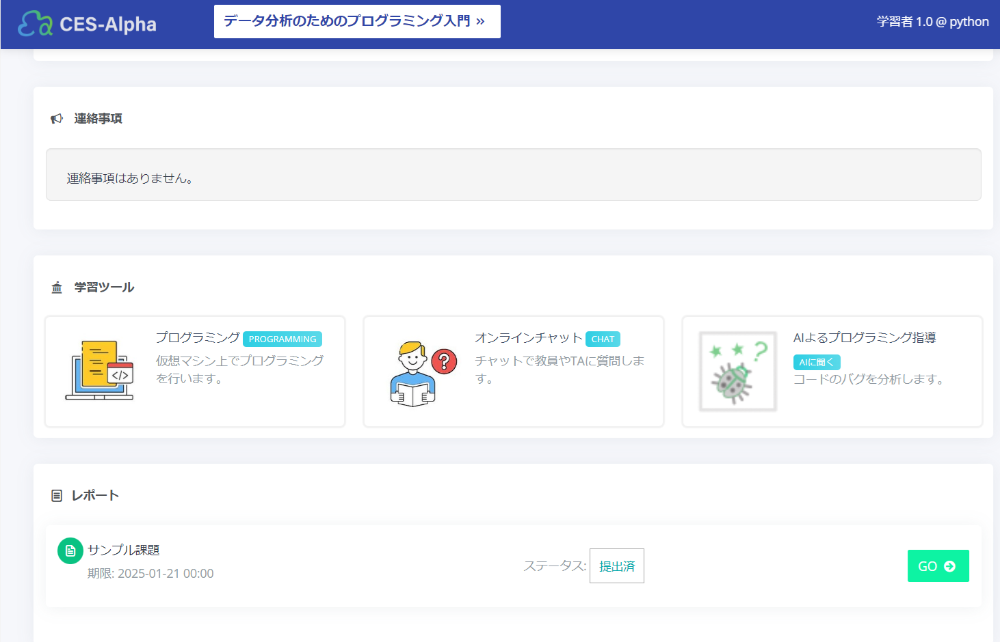 CES-Alpha
データ分析のためのプログラミング入門 »
学習者 1.0 @ python
連絡事項
連絡事項はありません。
学習ツール
プログラミング PROGRAMMING
仮想マシン上でプログラミング
を行います。
オンラインチャット CHAT
チャットで教員やTAに質問しま
す。
AIよるプログラミング指導
AIに聞く
コードのバグを分析します。
レポート
サンプル課題
期限: 2025-01-21 00:00
ステータス: 提出済
GO